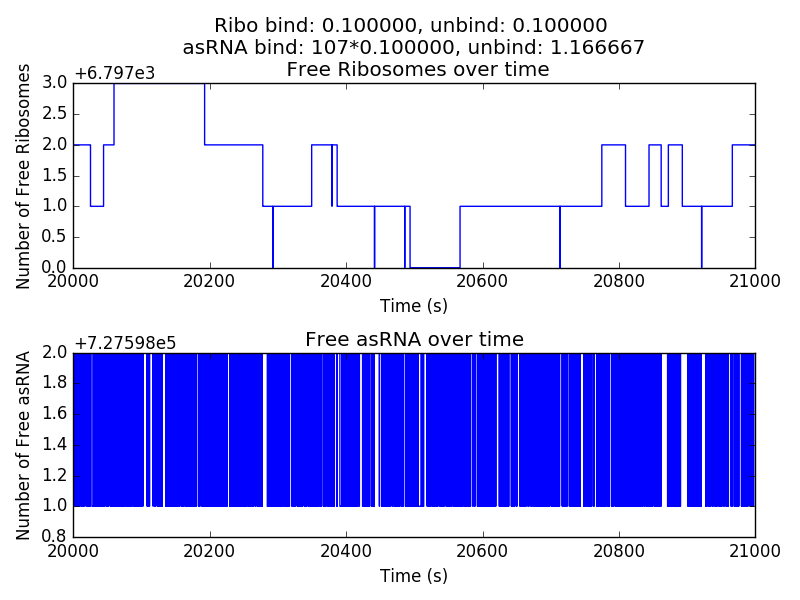 Ribo bind: 0.100000, unbind: 0.100000
asRNA bind: 107*0.100000, unbind: 1.166667
Free Ribosomes over time
+6.797e3
Number of Free Ribosomes
3.0
2.5
2.0
1.5
1.0
0.5
0.0
20000 20200 20400 20600 20800 21000
Time (s)
Free asRNA over time
+7.27598e5
Number of Free asRNA
2.0
1.8
1.6
1.4
1.2
1.0
0.8
20000 20200 20400 20600 20800 21000
Time (s)